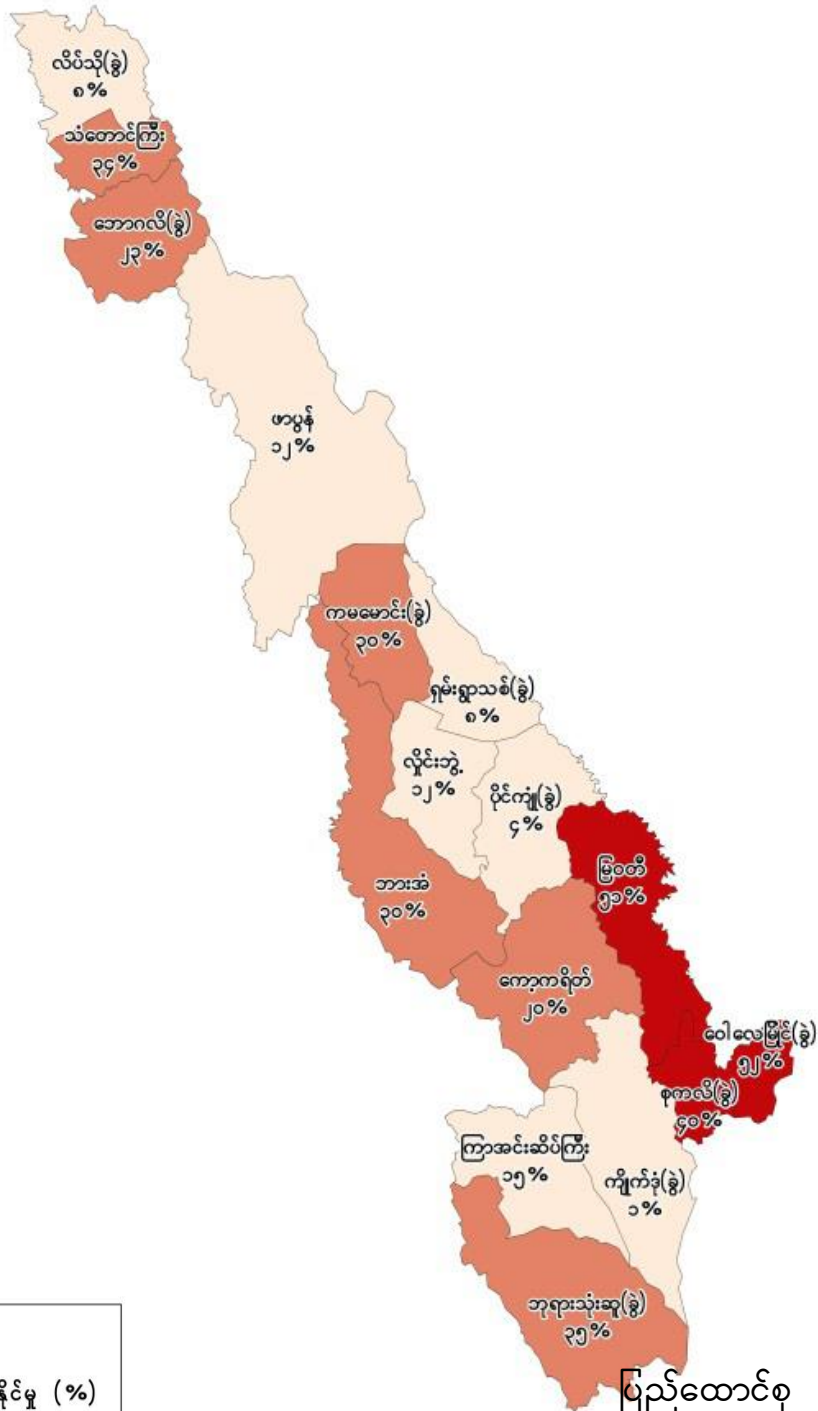 လိပ်သို(ခွဲ)
၈%
သံတောင်ကြီး
၃၄%
ဘောဂလိ(ခွဲ)
၂၃%
ဖာပွန်
၁၂%
ကမမောင်း(ခွဲ)
၃၀%
ရှမ်းရွာသစ်(ခွဲ)
၈%
လှိုင်းဘွဲ့
၁၂%
ပိုင်ကျုံ(ခွဲ)
၄%
မြဝတီ
၅၁%
ဘားအံ
၃၀%
ကော့ကရိတ်
၂၀%
ဝေါလေမြိုင်(ခွဲ)
၅၂%
စုကလိ(ခွဲ)
၄၀%
ကြာအင်းဆိပ်ကြီး
၁၅%
ကျိုက်ဒုံ(ခွဲ)
၁%
ဘုရားသုံးဆူ(ခွဲ)
၃၅%
နိုင်မှု (%)
ပြည်ထောင်စု